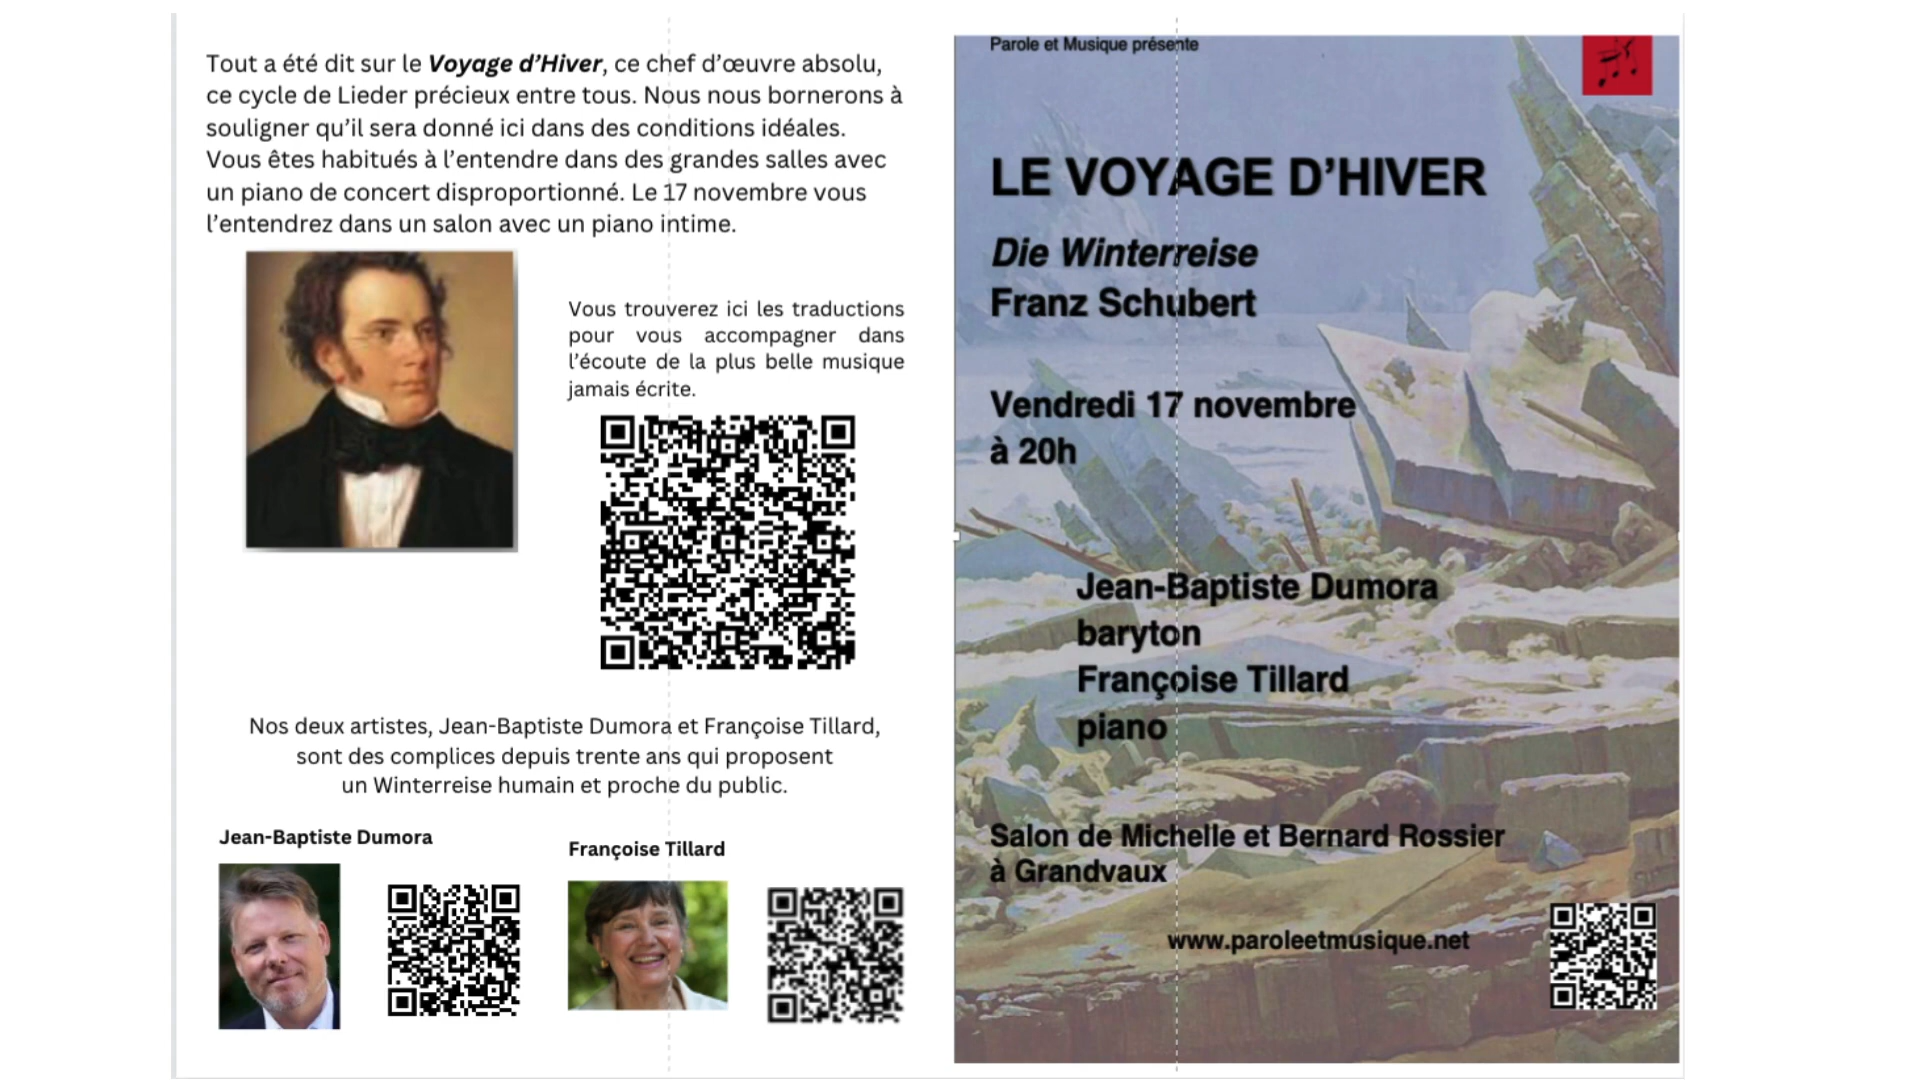 Tout a été dit sur le Voyage d’Hiver, ce chef d’œuvre absolu,
ce cycle de Lieder précieux entre tous. Nous nous bornerons à
souligner qu’il sera donné ici dans des conditions idéales.
Vous êtes habitués à l’entendre dans des grandes salles avec
un piano de concert disproportionné. Le 17 novembre vous
l’entendrez dans un salon avec un piano intime.
Vous trouverez ici les traductions
pour vous accompagner dans
l’écoute de la plus belle musique
jamais écrite.
Nos deux artistes, Jean-Baptiste Dumora et Françoise Tillard,
sont des complices depuis trente ans qui proposent
un Winterreise humain et proche du public.
Jean-Baptiste Dumora
Françoise Tillard
Parole et Musique présente
LE VOYAGE D’HIVER
Die Winterreise
Franz Schubert
Vendredi 17 novembre
à 20h
Jean-Baptiste Dumora
baryton
Françoise Tillard
piano
Salon de Michelle et Bernard Rossier
à Grandvaux
www.paroleetmusique.net